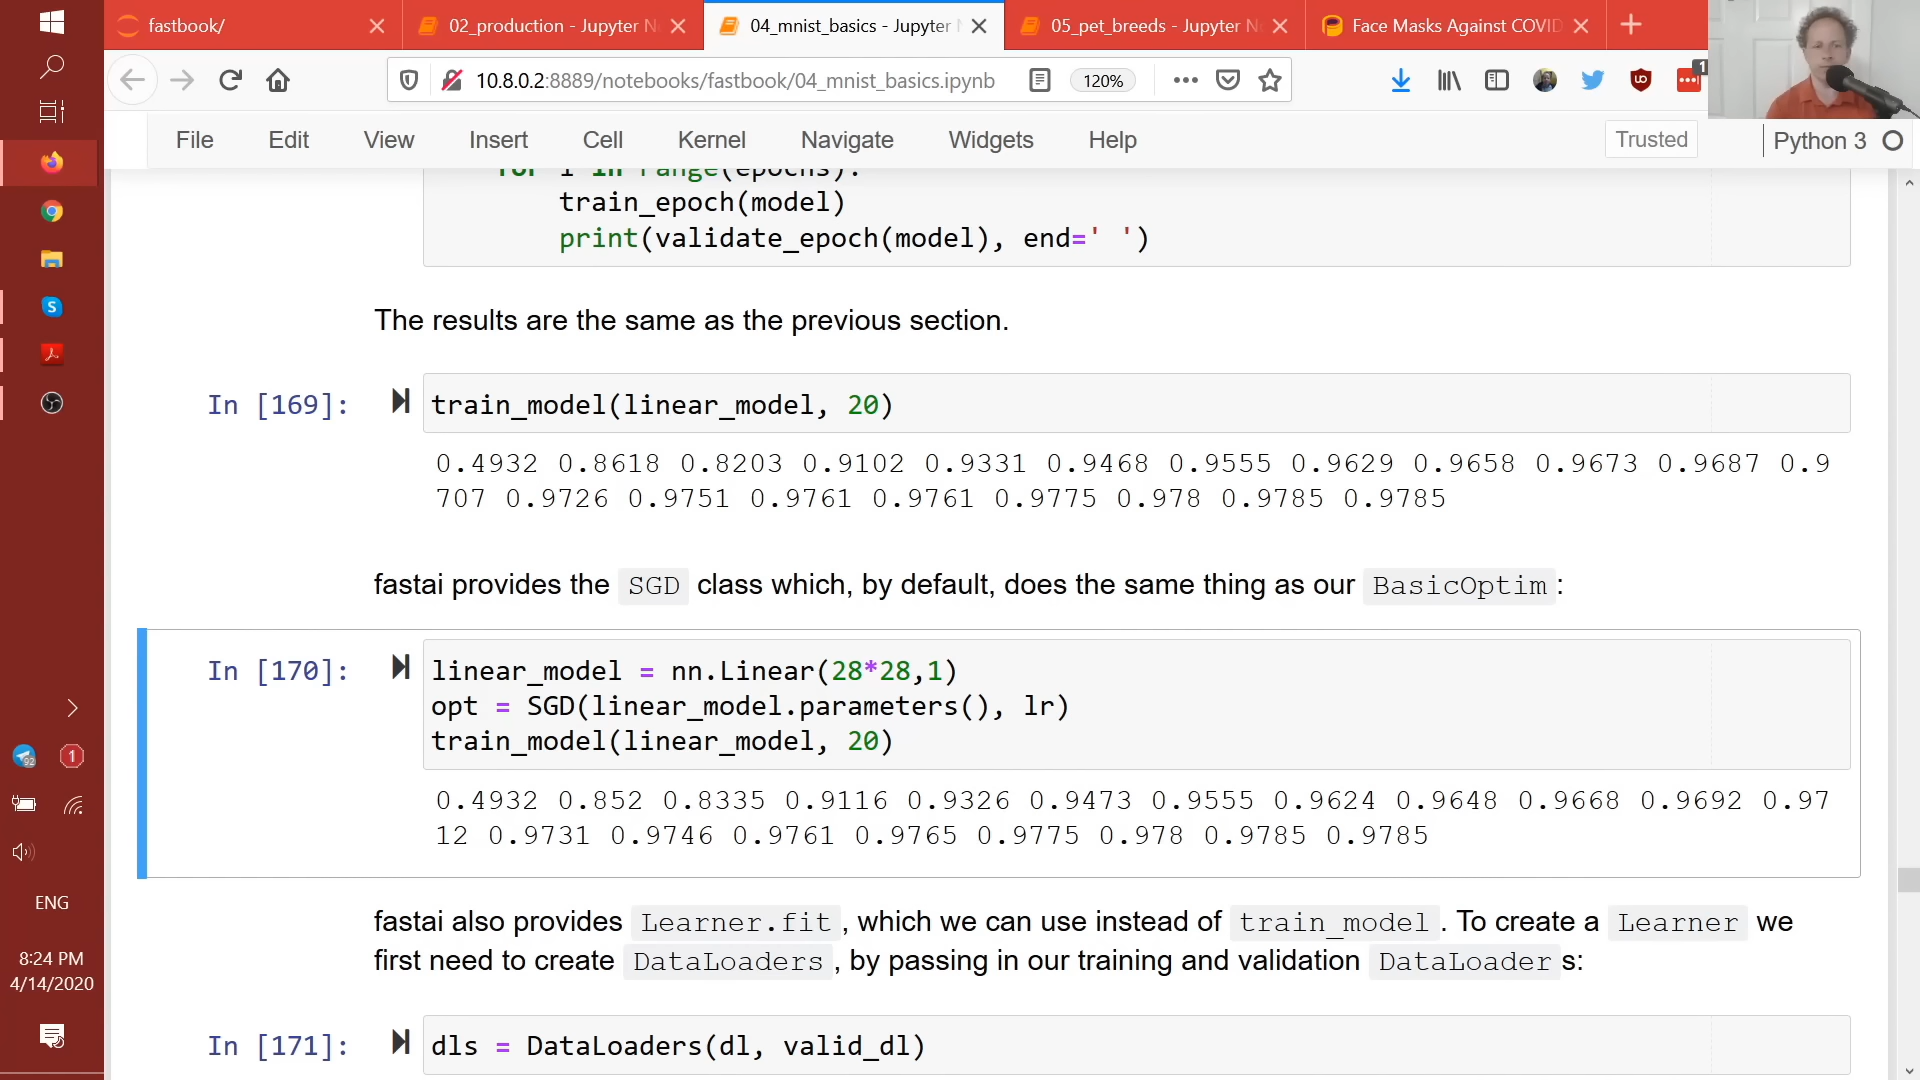 fastbook/
02_production - Jupyter N
04_mnist_basics - Jupyter
05_pet_breeds - Jupyter N
Face Masks Against COVID
10.8.0.2:8889/notebooks/fastbook/04_mnist_basics.ipynb
120%
1
File Edit View Insert Cell Kernel Navigate Widgets Help
Trusted
Python 3
for i in range(epochs):
train_epoch(model)
print(validate_epoch(model), end=' ')
The results are the same as the previous section.
In [169]:
train_model(linear_model, 20)
0.4932 0.8618 0.8203 0.9102 0.9331 0.9468 0.9555 0.9629 0.9658 0.9673 0.9687 0.9
707 0.9726 0.9751 0.9761 0.9761 0.9775 0.978 0.9785 0.9785
fastai provides the SGD class which, by default, does the same thing as our BasicOptim :
In [170]:
linear_model = nn.Linear(28*28,1)
opt = SGD(linear_model.parameters(), lr)
train_model(linear_model, 20)
0.4932 0.852 0.8335 0.9116 0.9326 0.9473 0.9555 0.9624 0.9648 0.9668 0.9692 0.97
12 0.9731 0.9746 0.9761 0.9765 0.9775 0.978 0.9785 0.9785
fastai also provides Learner.fit , which we can use instead of train_model . To create a Learner we
first need to create DataLoaders , by passing in our training and validation DataLoader s:
In [171]:
dls = DataLoaders(dl, valid_dl)
92
1
ENG
8:24 PM
4/14/2020